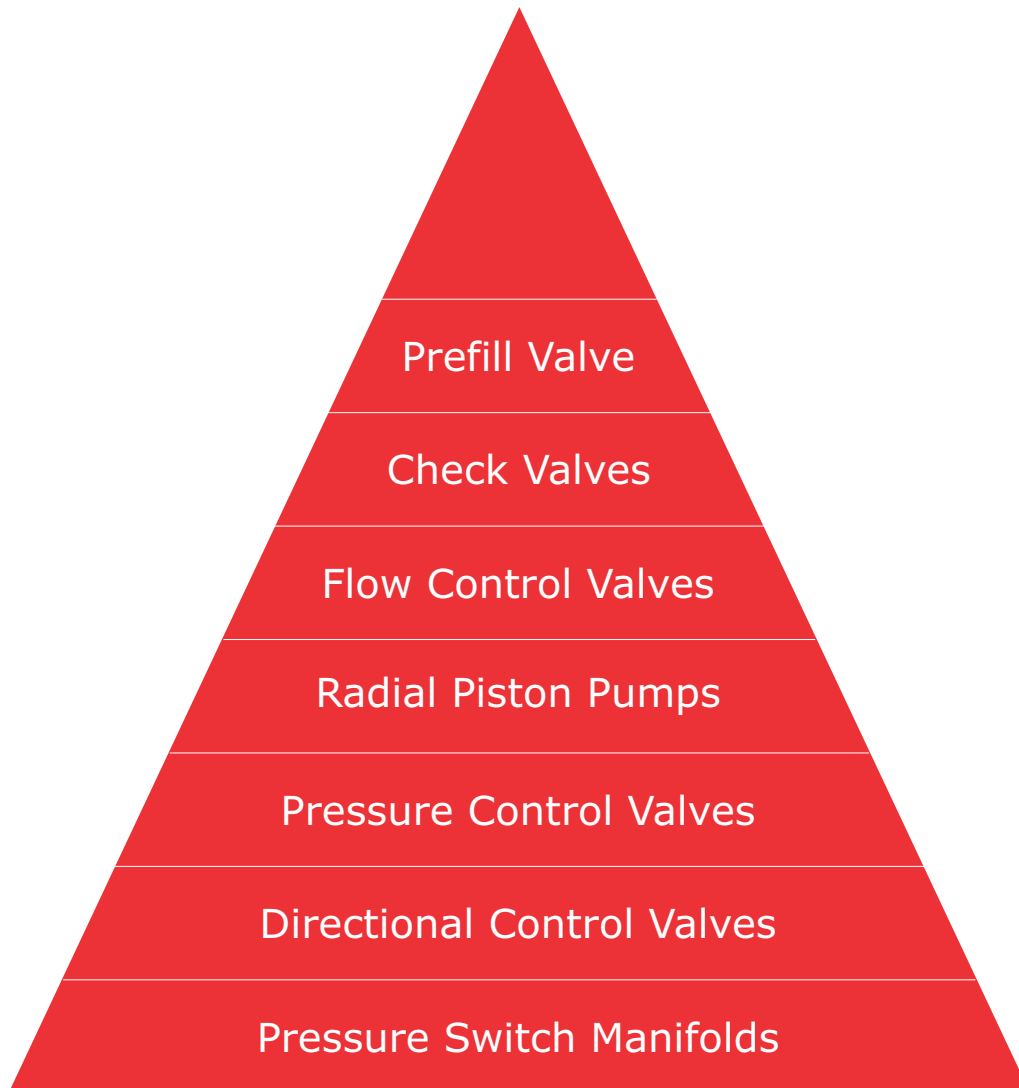 Prefill Valve
Check Valves
Flow Control Valves
Radial Piston Pumps
Pressure Control Valves
Directional Control Valves
Pressure Switch Manifolds